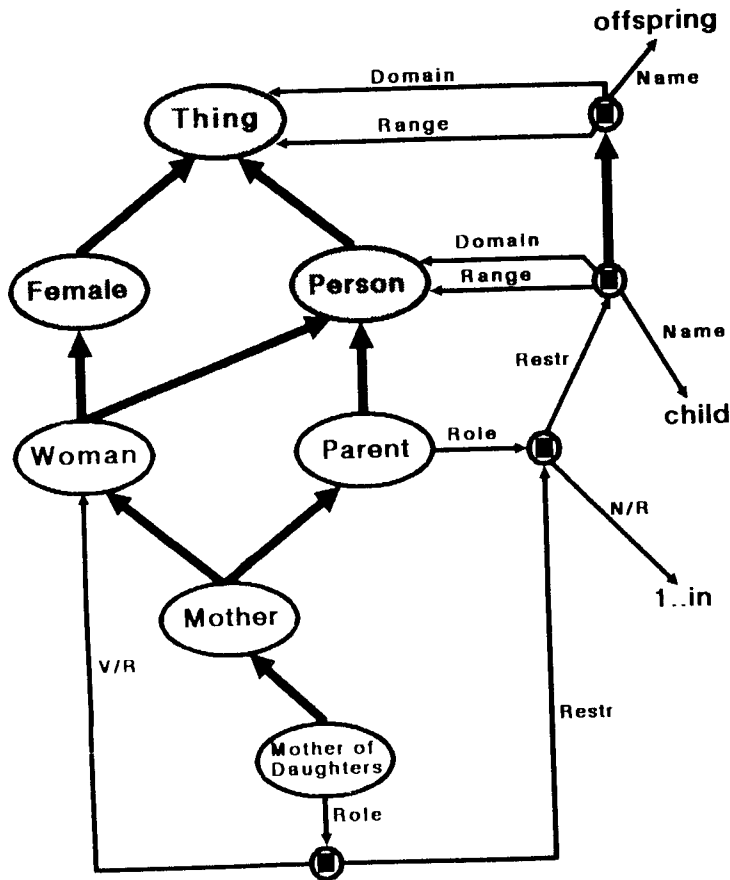 offspring
Domain
Name
Thing
Range
Domain
Female
Person
Range
Name
Restr
child
Woman
Parent
Role
N/R
1..in
Mother
V/R
Restr
Mother of
Daughters
Role